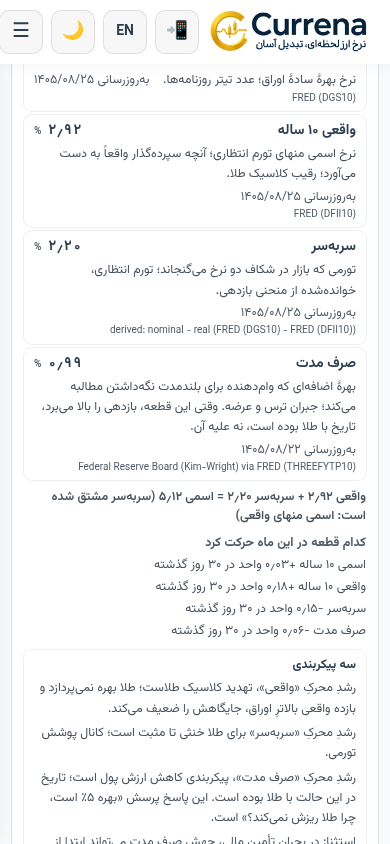 Currena
نرخ ارز لحظه‌ای، تبدیل آسان
EN
نرخ بهرهٔ سادهٔ اوراق؛ عدد تیتر روزنامه‌ها. به‌روزرسانی ۱۴۰۵/۰۸/۲۵
FRED (DGS10)
واقعی ۱۰ ساله ۲٫۹۲ %
نرخ اسمی منهای تورم انتظاری؛ آنچه سپرده‌گذار واقعاً به دست
می‌آورد؛ رقیب کلاسیک طلا.
به‌روزرسانی ۱۴۰۵/۰۸/۲۵
FRED (DFII10)
سربه‌سر ۲٫۲۰ %
تورمی که بازار در شکاف دو نرخ می‌گنجاند؛ تورم انتظاری،
خوانده‌شده از منحنی بازدهی.
به‌روزرسانی ۱۴۰۵/۰۸/۲۵
derived: nominal - real (FRED (DGS10) - FRED (DFII10))
صرف مدت ۰٫۹۹ %
بهرهٔ اضافه‌ای که وام‌دهنده برای بلندمدت نگه‌داشتن مطالبه
می‌کند؛ جبران ترس و عرضه. وقتی این قطعه، بازدهی را بالا می‌برد،
تاریخ با طلا بوده است، نه علیه آن.
به‌روزرسانی ۱۴۰۵/۰۸/۲۲
Federal Reserve Board (Kim-Wright) via FRED (THREEFYTP10)
واقعی ۲٫۹۲ + سربه‌سر ۲٫۲۰ = اسمی ۵٫۱۲ (سربه‌سر مشتق شده
است: اسمی منهای واقعی)
کدام قطعه در این ماه حرکت کرد
اسمی ۱۰ ساله +۰٫۰۳ واحد در ۳۰ روز گذشته
واقعی ۱۰ ساله +۰٫۱۸ واحد در ۳۰ روز گذشته
سربه‌سر -۰٫۱۵ واحد در ۳۰ روز گذشته
صرف مدت -۰٫۰۶ واحد در ۳۰ روز گذشته
سه پیکربندی
رشدِ محرکِ «واقعی»، تهدید کلاسیک طلاست؛ طلا بهره نمی‌پردازد و
بازده واقعی بالاترِ اوراق، جایگاهش را ضعیف می‌کند.
رشدِ محرکِ «سربه‌سر» برای طلا خنثی تا مثبت است؛ کانال پوشش
تورمی.
رشدِ محرکِ «صرف مدت»، پیکربندی کاهش ارزش پول است؛ تاریخ
در این حالت با طلا بوده است. این پاسخ پرسش «بهره ۵٪ است،
چرا طلا ریزش نمی‌کند؟» است.
استثنا: در بحران تأمین مالی، جهش صرف مدت می‌تواند ابتدا از